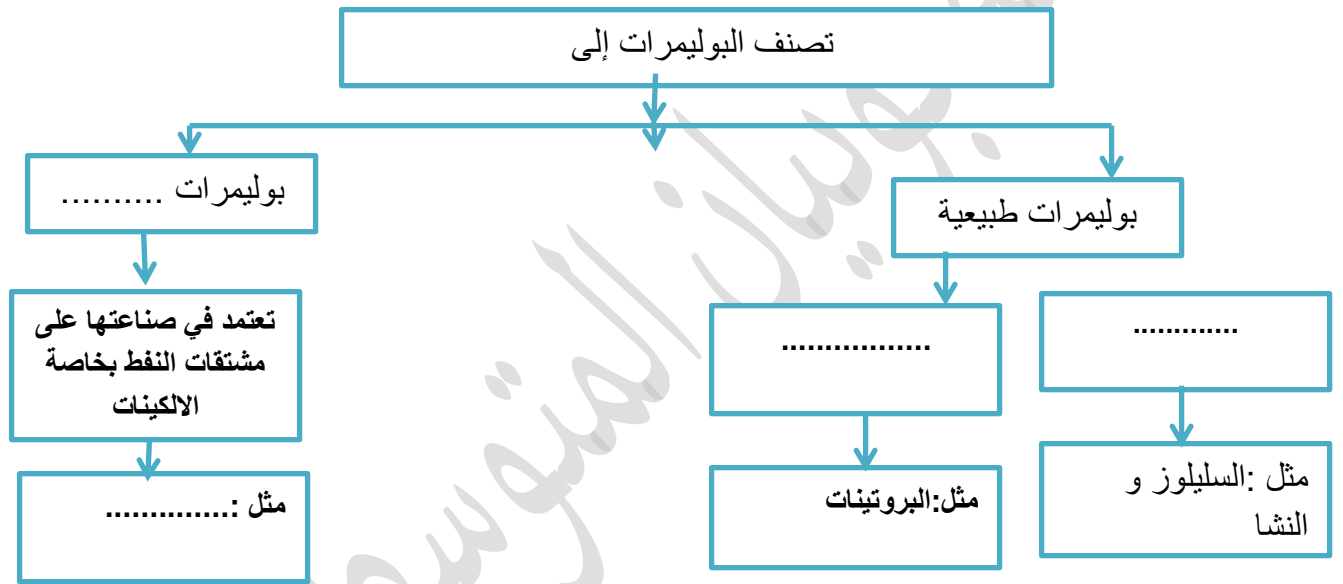 تصنف البوليمرات إلى
بوليمرات طبيعية
بوليمرات ..........
.............
.................
تعتمد في صناعتها على
مشتقات النفط بخاصة
الالكينات
مثل :السليلوز و
النشا
مثل:البروتينات
مثل :..............